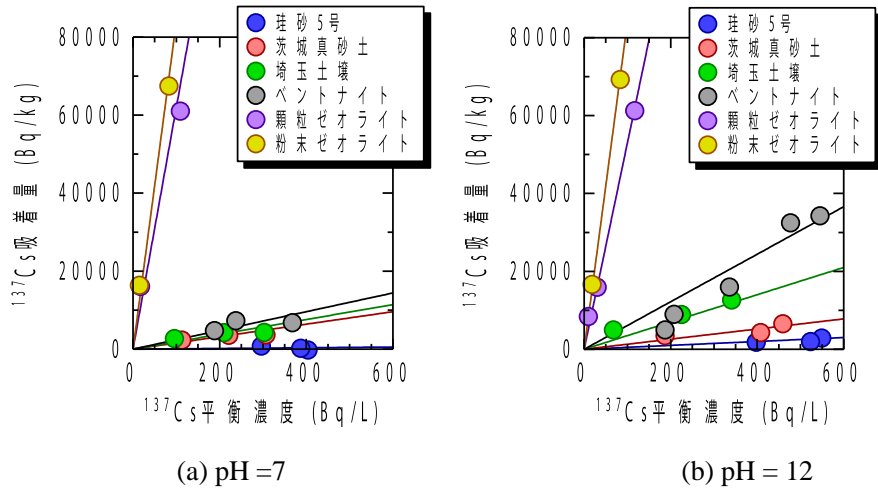 80000
60000
40000
20000
0
0 200 400 600
¹³⁷Cs吸着量 (Bq/kg)
¹³⁷Cs平衡濃度 (Bq/L)
珪砂5号
茨城真砂土
埼玉土壌
ベントナイト
顆粒ゼオライト
粉末ゼオライト
(a) pH =7
80000
60000
40000
20000
0
0 200 400 600
¹³⁷Cs吸着量 (Bq/kg)
¹³⁷Cs平衡濃度 (Bq/L)
珪砂5号
茨城真砂土
埼玉土壌
ベントナイト
顆粒ゼオライト
粉末ゼオライト
(b) pH = 12